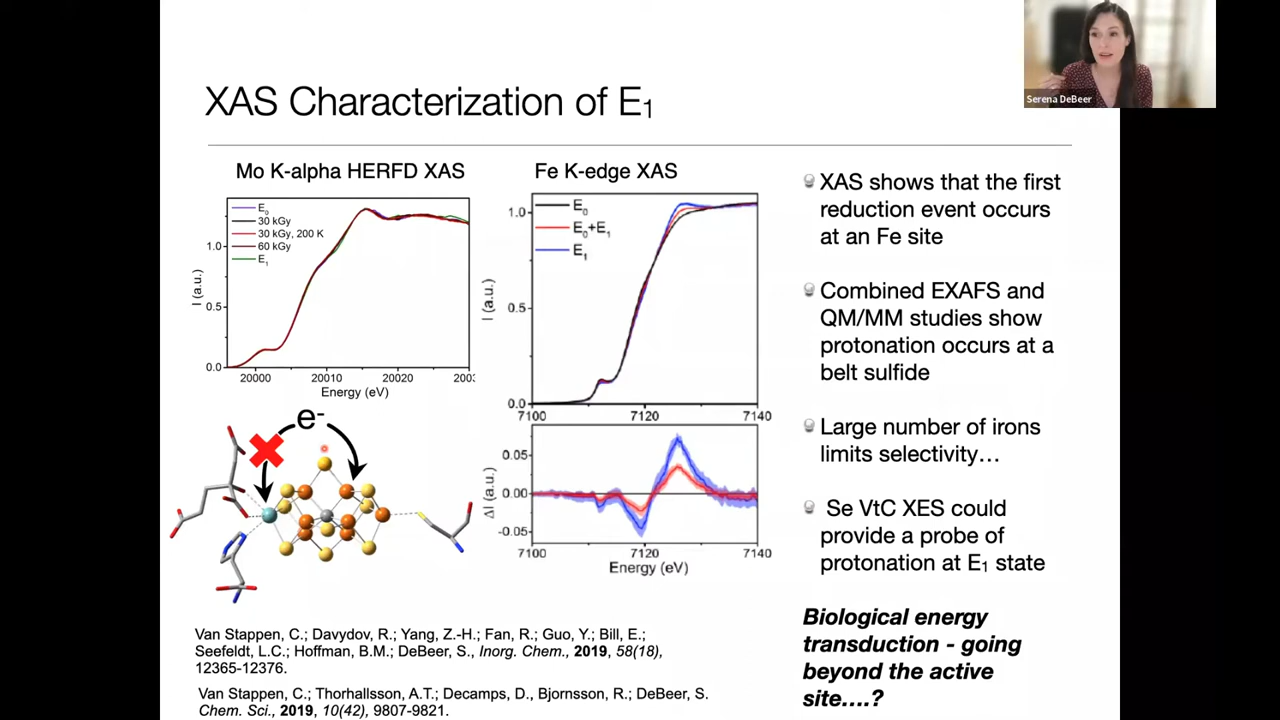 Serena DeBeer
XAS Characterization of E₁
Mo K-alpha HERFD XAS
E₀
30 kGy
30 kGy, 200 K
60 kGy
E₁
I (a.u.)
1.0
0.5
0.0
20000
20010
20020
2003
Energy (eV)
Fe K-edge XAS
E₀
E₀+E₁
E₁
I (a.u.)
1.0
0.5
0.0
7100
7120
7140
ΔI (a.u.)
0.05
0.00
-0.05
7100
7120
7140
Energy (eV)
e-
XAS shows that the first
reduction event occurs
at an Fe site
Combined EXAFS and
QM/MM studies show
protonation occurs at a
belt sulfide
Large number of irons
limits selectivity…
Se VtC XES could
provide a probe of
protonation at E₁ state
Biological energy
transduction - going
beyond the active
site….?
Van Stappen, C.; Davydov, R.; Yang, Z.-H.; Fan, R.; Guo, Y.; Bill, E.;
Seefeldt, L.C.; Hoffman, B.M.; DeBeer, S., Inorg. Chem., 2019, 58(18),
12365-12376.
Van Stappen, C.; Thorhallsson, A.T.; Decamps, D., Bjornsson, R.; DeBeer, S.
Chem. Sci., 2019, 10(42), 9807-9821.